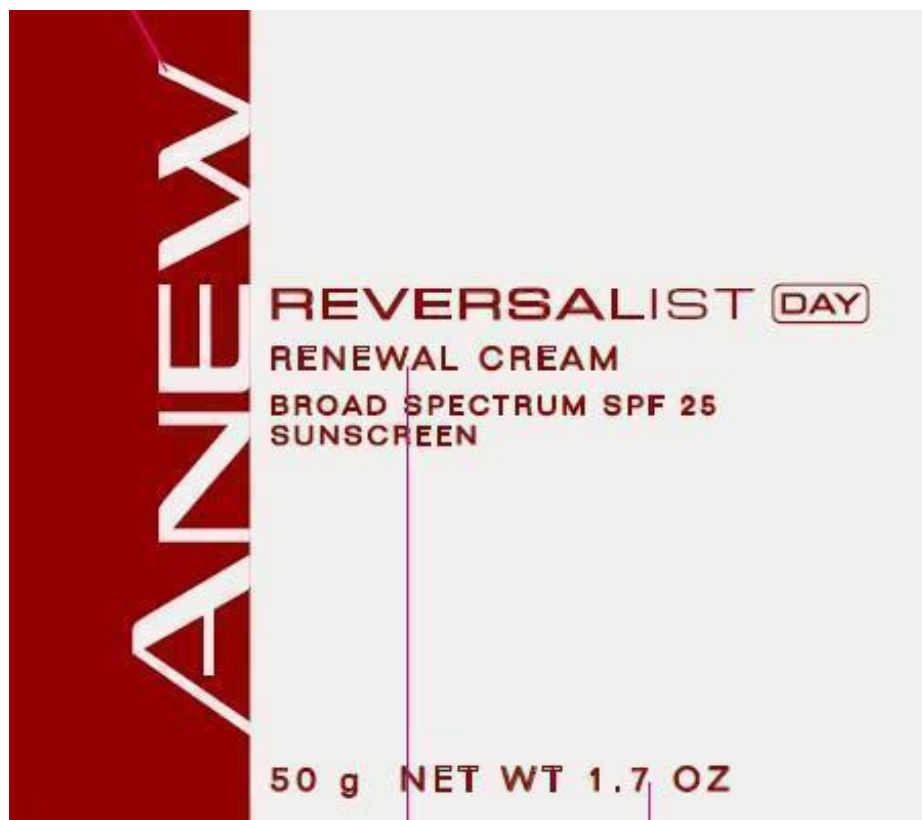 ANEW
REVERSALIST DAY
RENEWAL CREAM
BROAD SPECTRUM SPF 25
SUNSCREEN
50 g NET WT 1.7 OZ